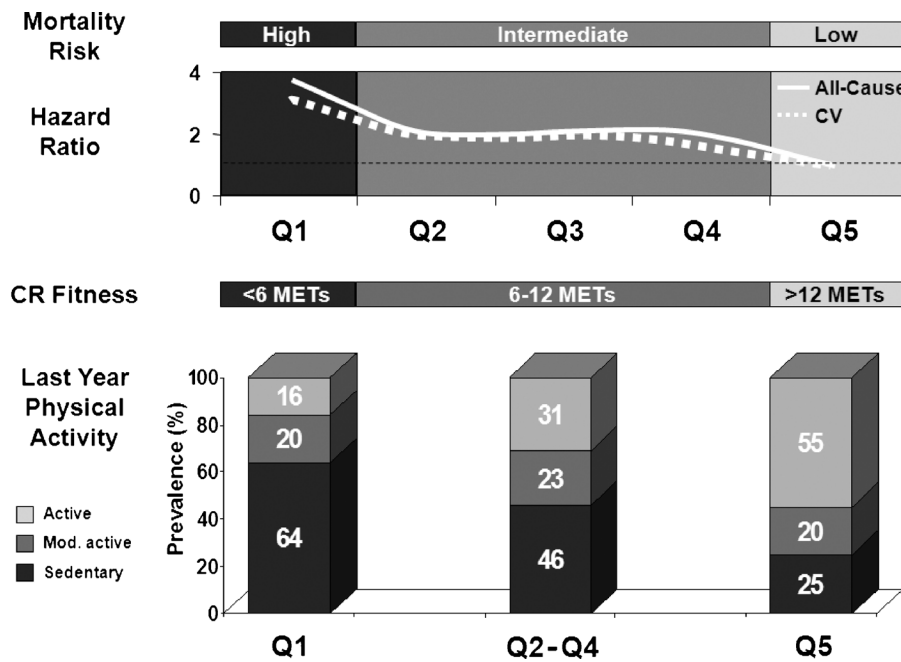 Mortality Risk
High Intermediate Low
Hazard Ratio
4
2
0
All-Cause
CV
Q1 Q2 Q3 Q4 Q5
CR Fitness
<6 METs 6-12 METs >12 METs
Last Year Physical Activity
Active
Mod. active
Sedentary
Prevalence (%)
100
80
60
40
20
0
16
20
64
31
23
46
55
20
25
Q1 Q2-Q4 Q5